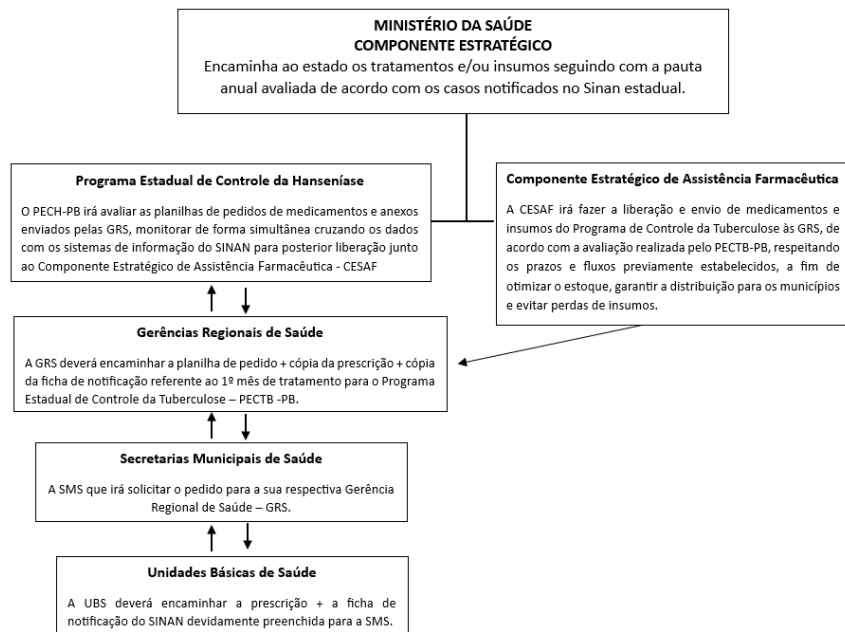 MINISTÉRIO DA SAÚDE
COMPONENTE ESTRATÉGICO
Encaminha ao estado os tratamentos e/ou insumos seguindo com a pauta
anual avaliada de acordo com os casos notificados no Sinan estadual.
Programa Estadual de Controle da Hanseníase
O PECH-PB irá avaliar as planilhas de pedidos de medicamentos e anexos
enviados pelas GRS, monitorar de forma simultânea cruzando os dados
com os sistemas de informação do SINAN para posterior liberação junto
ao Componente Estratégico de Assistência Farmacêutica - CESAF
Componente Estratégico de Assistência Farmacêutica
A CESAF irá fazer a liberação e envio de medicamentos e
insumos do Programa de Controle da Tuberculose às GRS, de
acordo com a avaliação realizada pelo PECTB-PB, respeitando
os prazos e fluxos previamente estabelecidos, a fim de
otimizar o estoque, garantir a distribuição para os municípios
e evitar perdas de insumos.
Gerências Regionais de Saúde
A GRS deverá encaminhar a planilha de pedido + cópia da prescrição + cópia
da ficha de notificação referente ao 1º mês de tratamento para o Programa
Estadual de Controle da Tuberculose – PECTB -PB.
Secretarias Municipais de Saúde
A SMS que irá solicitar o pedido para a sua respectiva Gerência
Regional de Saúde – GRS.
Unidades Básicas de Saúde
A UBS deverá encaminhar a prescrição + a ficha de
notificação do SINAN devidamente preenchida para a SMS.